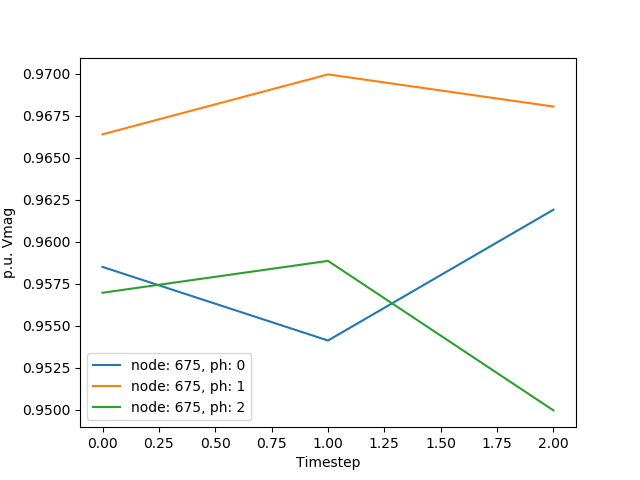 0.9700
0.9675
0.9650
0.9625
0.9600
0.9575
0.9550
0.9525
0.9500
p.u. Vmag
node: 675, ph: 0
node: 675, ph: 1
node: 675, ph: 2
0.00 0.25 0.50 0.75 1.00 1.25 1.50 1.75 2.00
Timestep